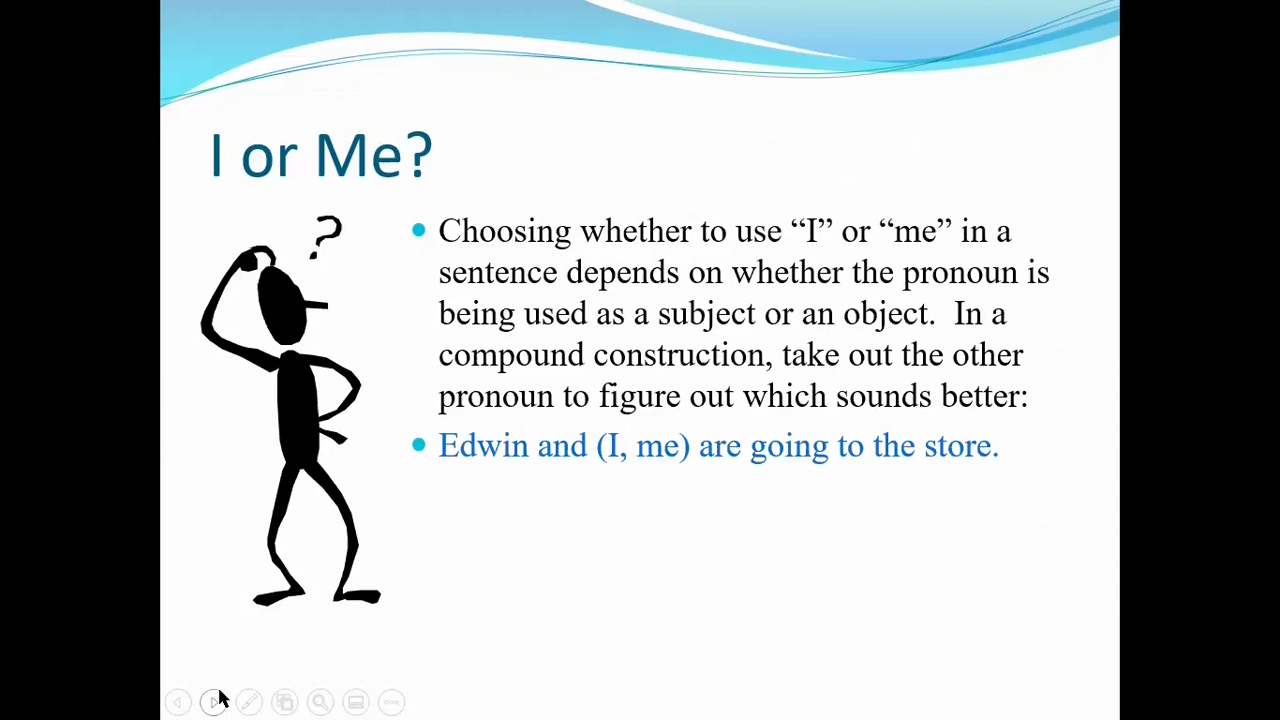 I or Me?
?
• Choosing whether to use “I” or “me” in a
sentence depends on whether the pronoun is
being used as a subject or an object.  In a
compound construction, take out the other
pronoun to figure out which sounds better:
• Edwin and (I, me) are going to the store.